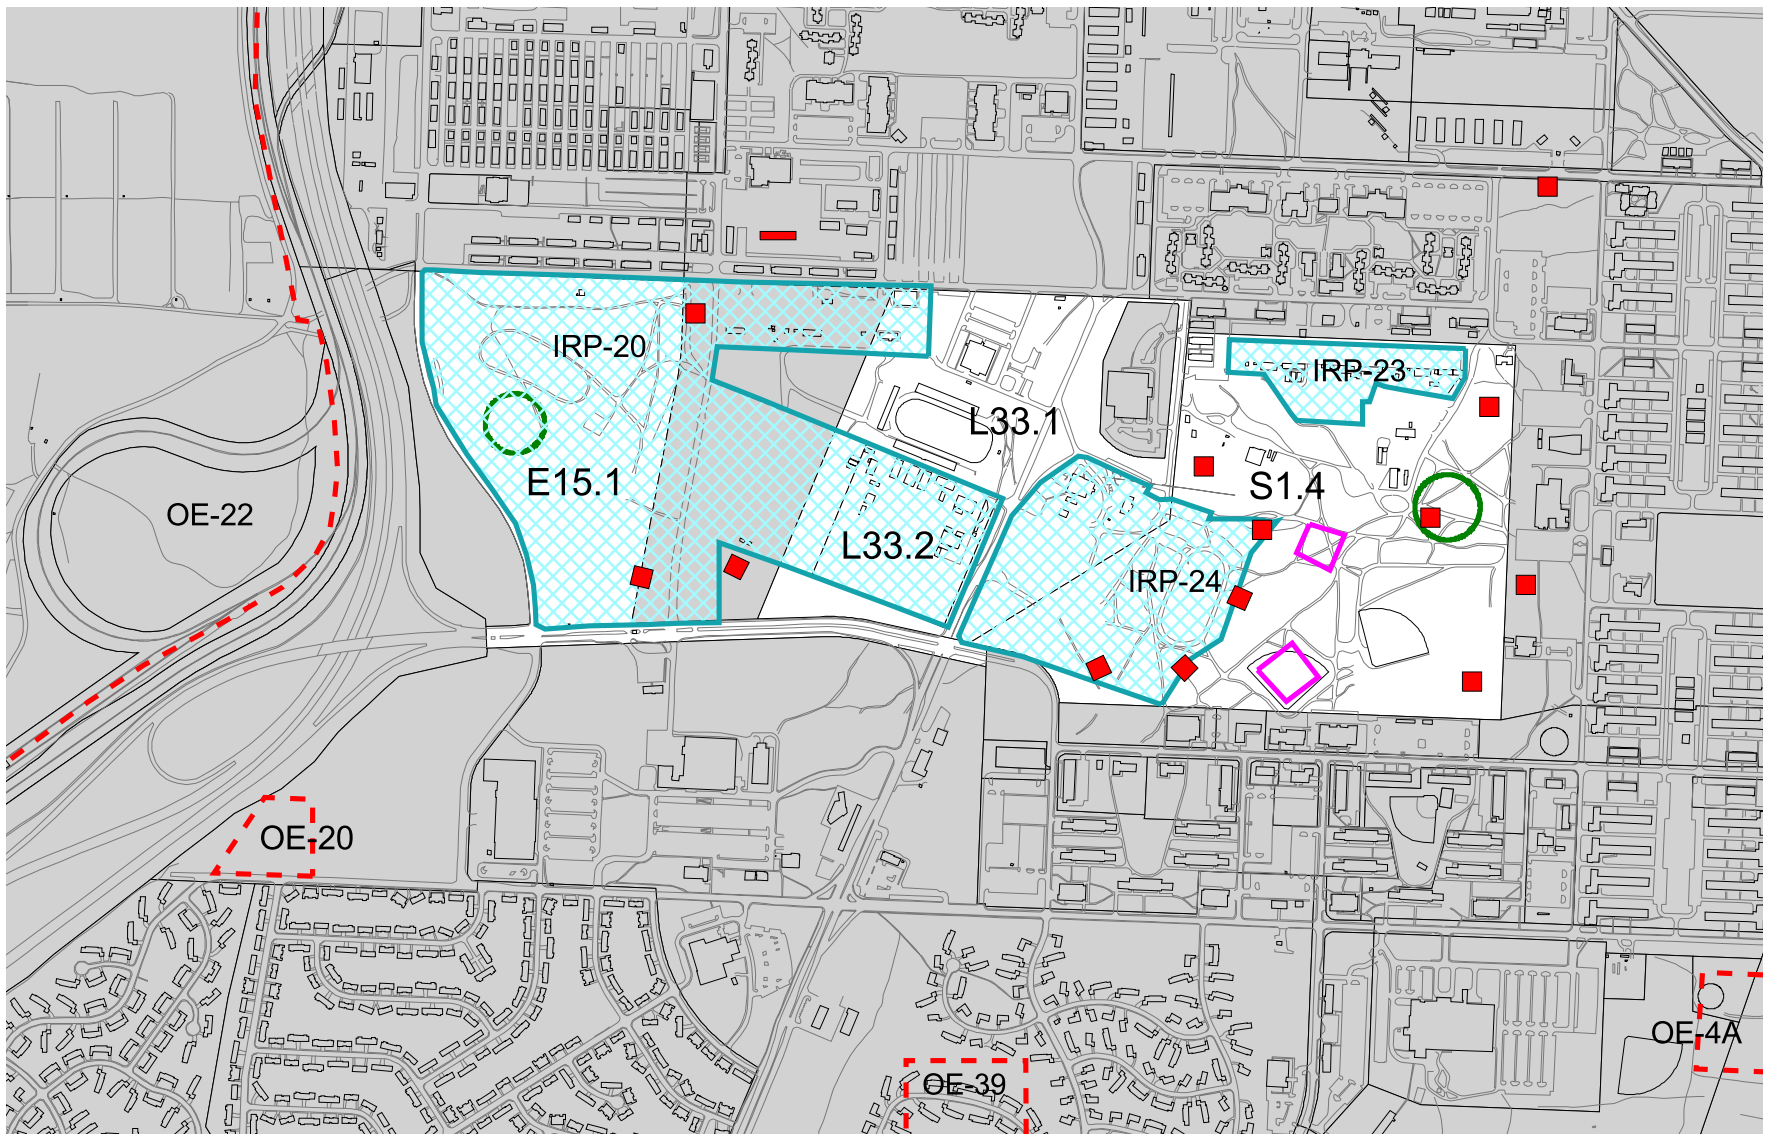 IRP-20
IRP-23
L33.1
E15.1
S1.4
OE-22
L33.2
IRP-24
OE-20
OE-4A
OE-39